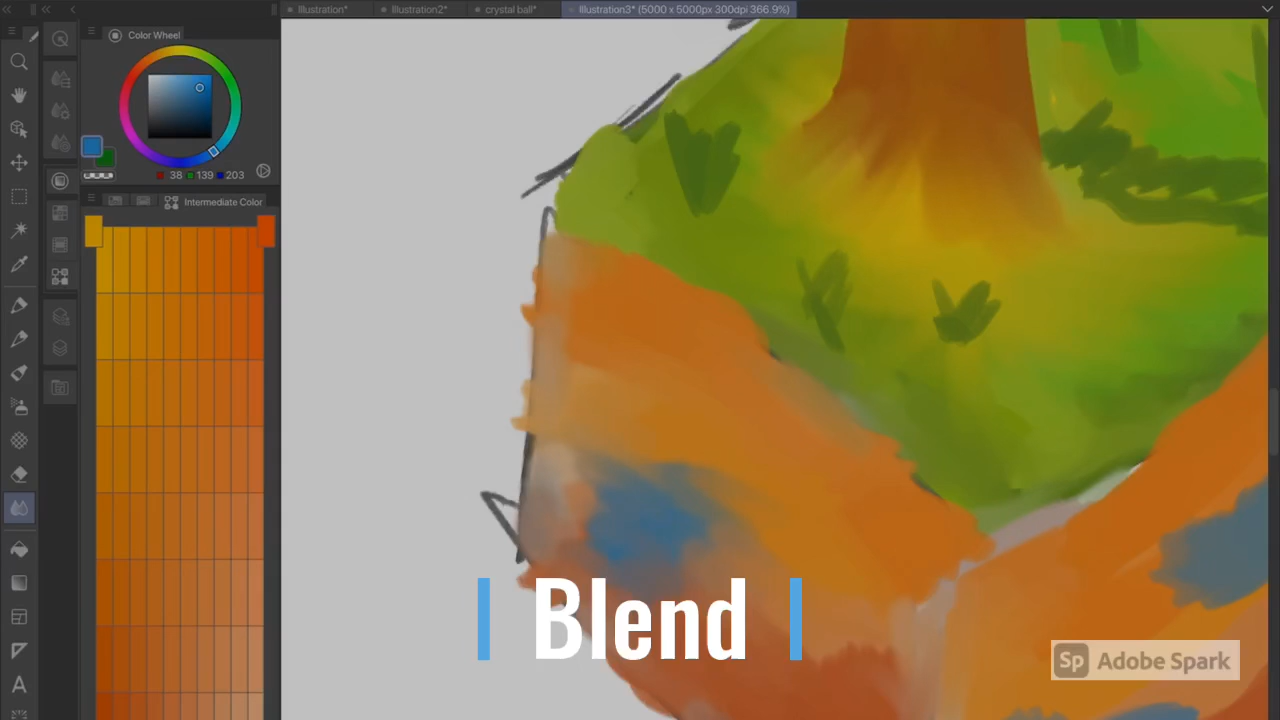 Illustration*
Illustration2*
crystal ball*
Illustration3* (5000 x 5000px 300dpi 366.9%)
Color Wheel
38 139 203
Intermediate Color
A
Blend
Sp Adobe Spark